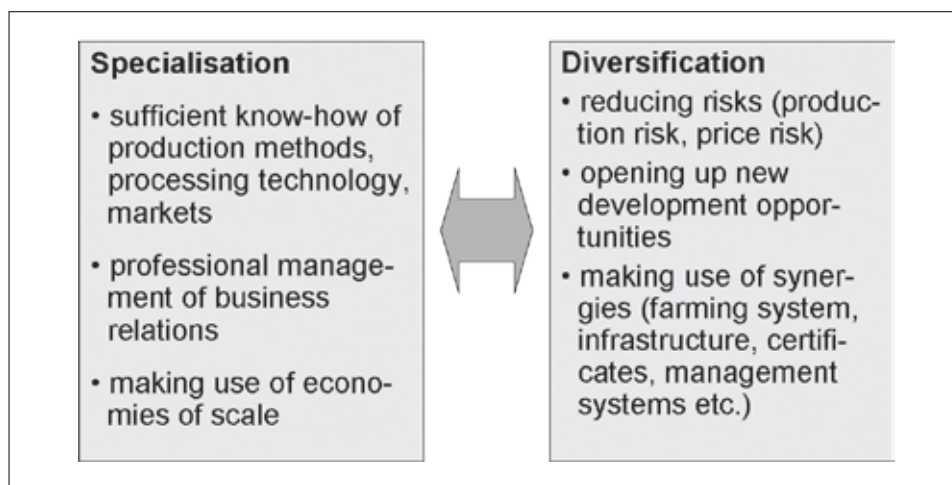 Specialisation
• sufficient know-how of
production methods,
processing technology,
markets
• professional manage-
ment of business
relations
• making use of econo-
mies of scale
Diversification
• reducing risks (produc-
tion risk, price risk)
• opening up new
development oppor-
tunities
• making use of syner-
gies (farming system,
infrastructure, certifi-
cates, management
systems etc.)